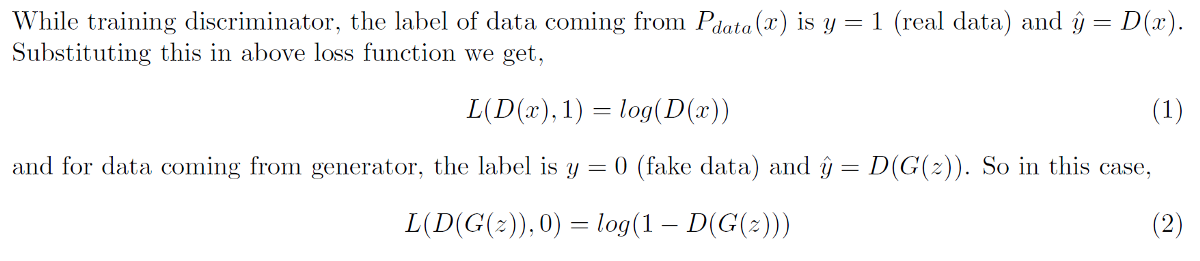 While training discriminator, the label of data coming from P_{data}(x) is y = 1 (real data) and ŷ = D(x).
Substituting this in above loss function we get,
L(D(x), 1) = log(D(x)) (1)
and for data coming from generator, the label is y = 0 (fake data) and ŷ = D(G(z)). So in this case,
L(D(G(z)), 0) = log(1 − D(G(z))) (2)